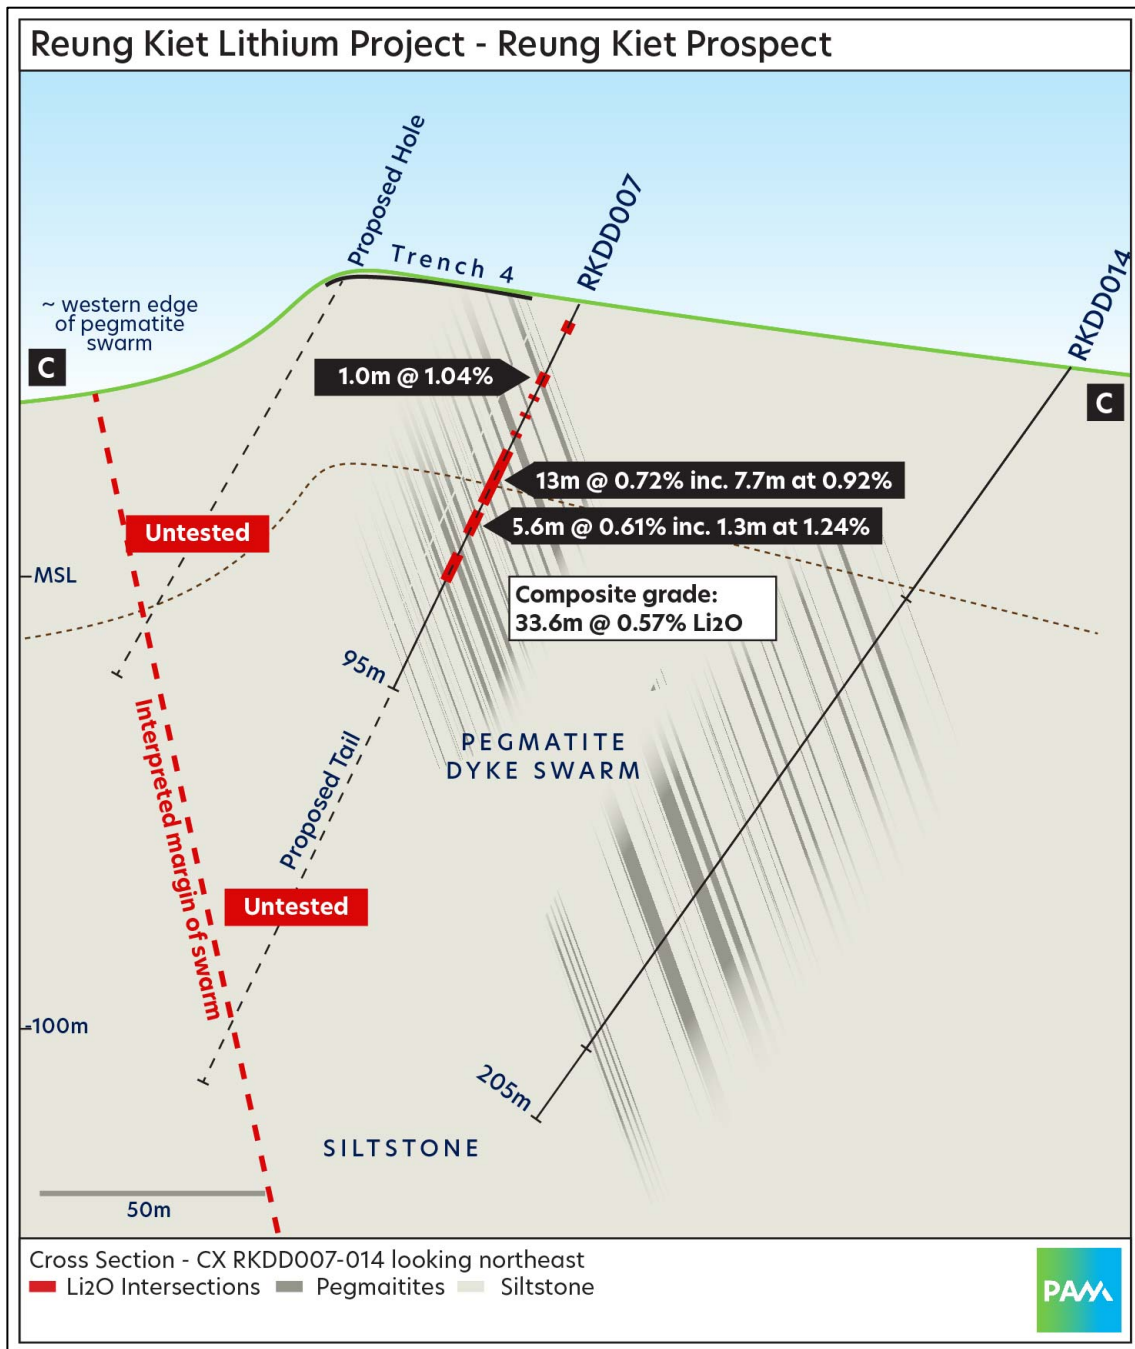 Reung Kiet Lithium Project - Reung Kiet Prospect
Proposed Hole
Trench 4
RKDD007
RKDD014
~ western edge
of pegmatite
swarm
C
C
1.0m @ 1.04%
13m @ 0.72% inc. 7.7m at 0.92%
5.6m @ 0.61% inc. 1.3m at 1.24%
Untested
MSL
Composite grade:
33.6m @ 0.57% Li2O
95m
Interpreted margin of swarm
Proposed Tail
PEGMATITE
DYKE SWARM
Untested
-100m
205m
SILTSTONE
50m
Cross Section - CX RKDD007-014 looking northeast
Li2O Intersections
Pegmaitites
Siltstone
PAM